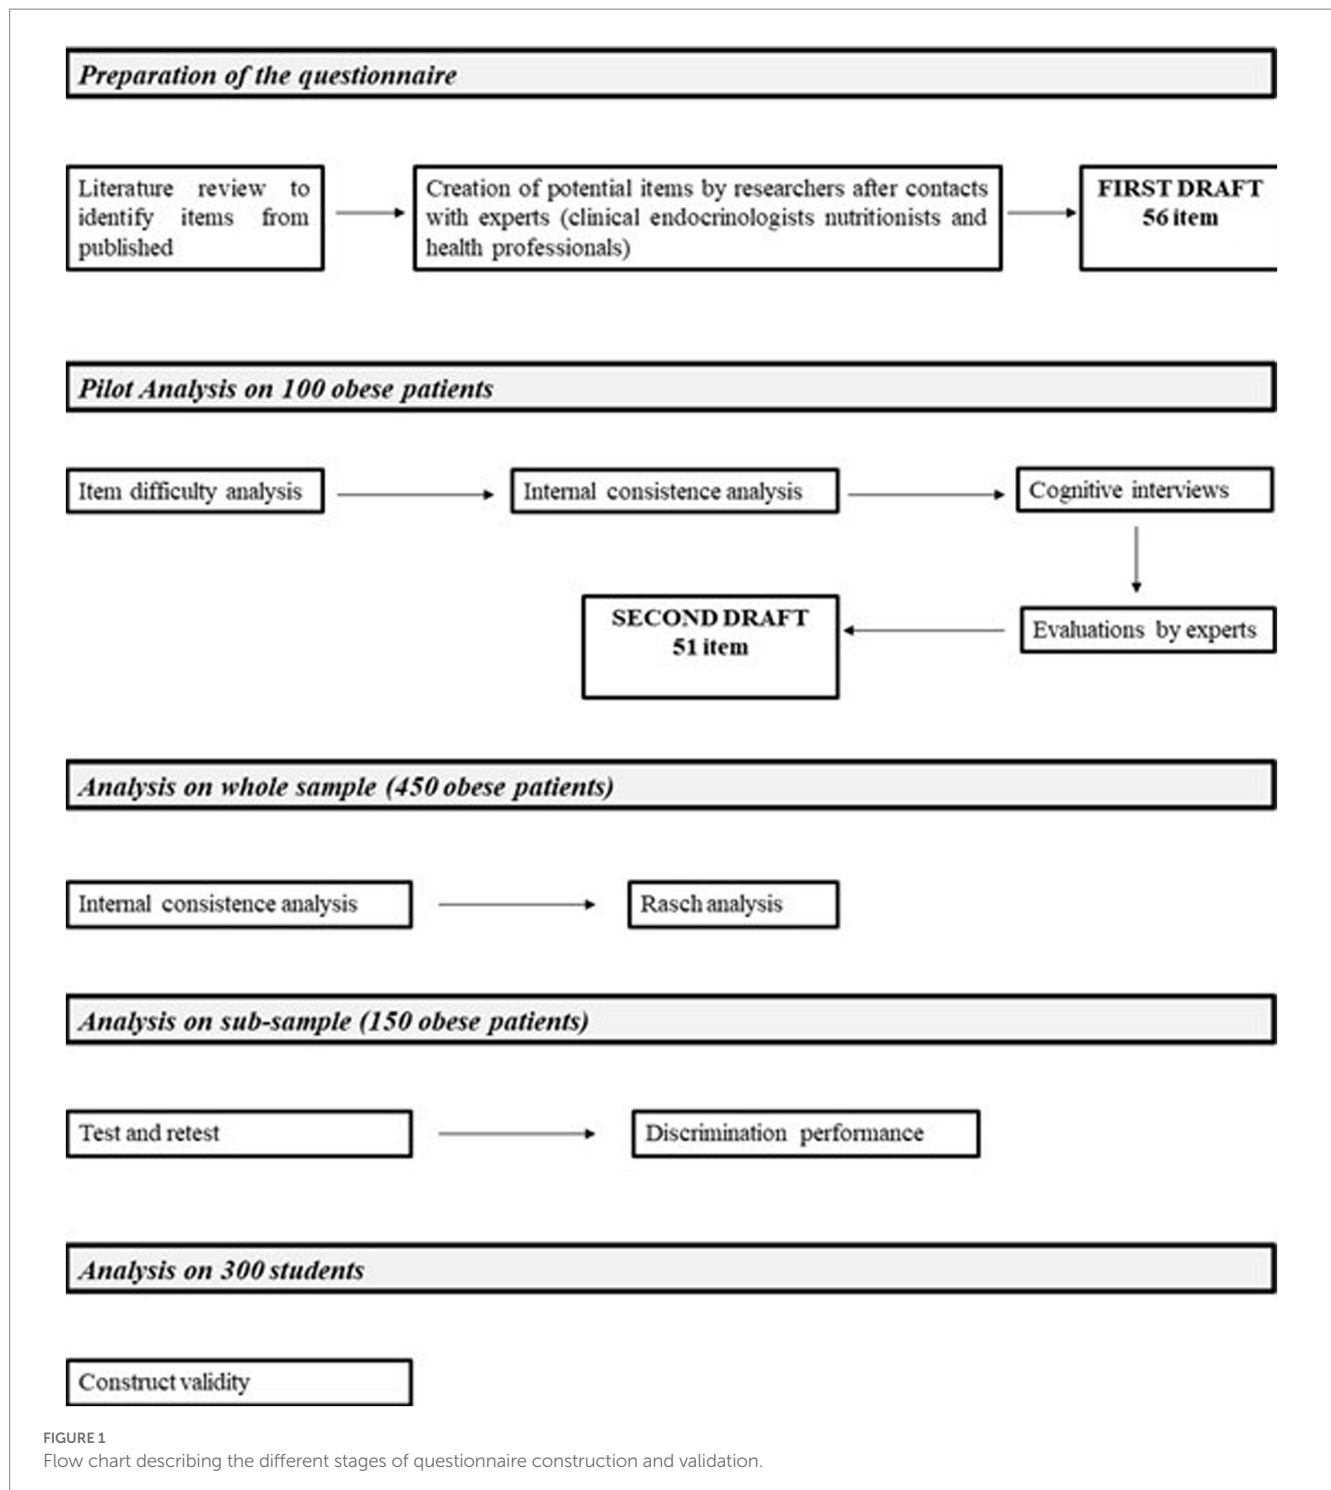 Preparation of the questionnaire
Literature review to
identify items from
published
Creation of potential items by researchers after contacts
with experts (clinical endocrinologists nutritionists and
health professionals)
FIRST DRAFT
56 item
Pilot Analysis on 100 obese patients
Item difficulty analysis
Internal consistence analysis
Cognitive interviews
Evaluations by experts
SECOND DRAFT
51 item
Analysis on whole sample (450 obese patients)
Internal consistence analysis
Rasch analysis
Analysis on sub-sample (150 obese patients)
Test and retest
Discrimination performance
Analysis on 300 students
Construct validity
FIGURE 1
Flow chart describing the different stages of questionnaire construction and validation.